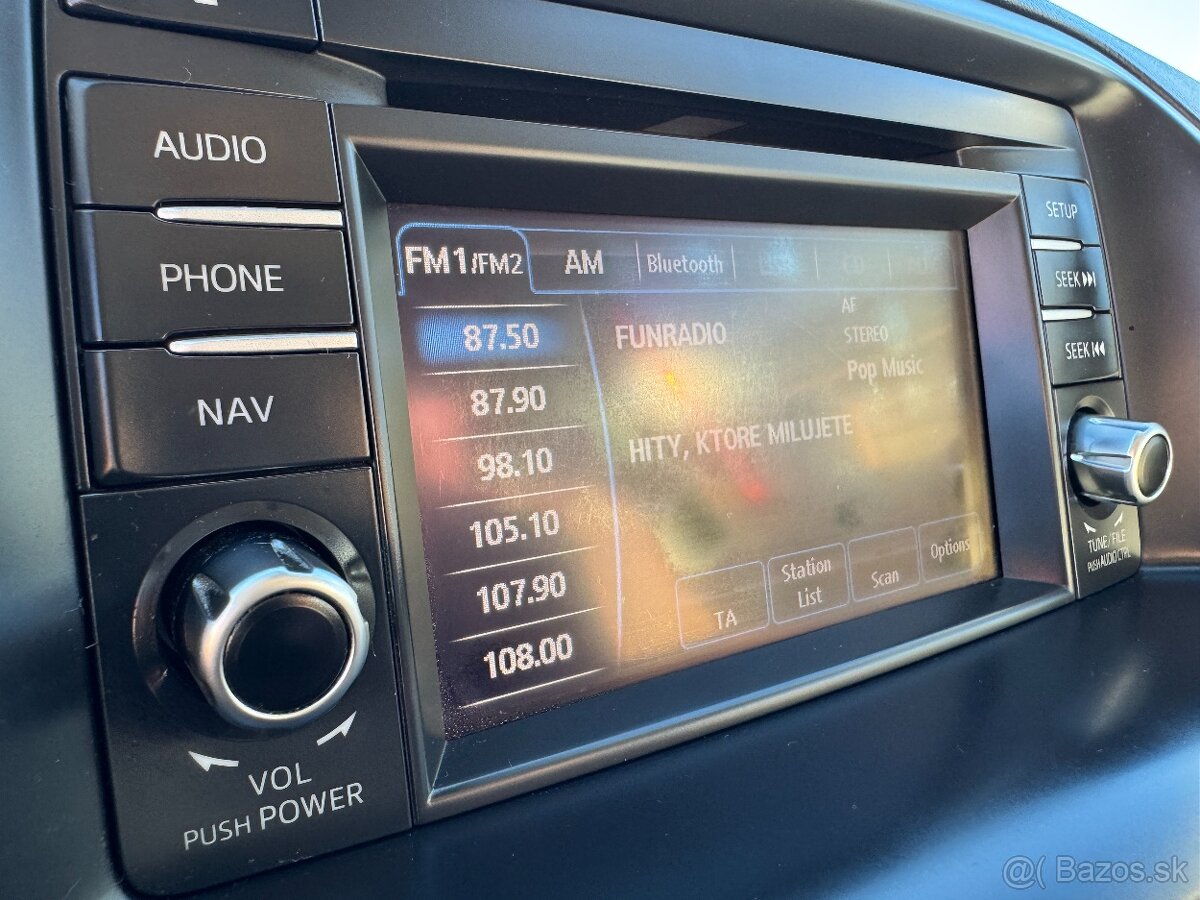 AUDIO
PHONE
NAV
VOL
PUSH POWER
FM1/FM2 AM Bluetooth
87.50
87.90
98.10
105.10
107.90
108.00
FUNRADIO
AF
STEREO
Pop Music
HITY, KTORE MILUJETE
TA
Station
List
Scan
Options
SETUP
SEEK
SEEK
TUNE/FILE
PUSH AUDIO CTRL
@( Bazos.sk